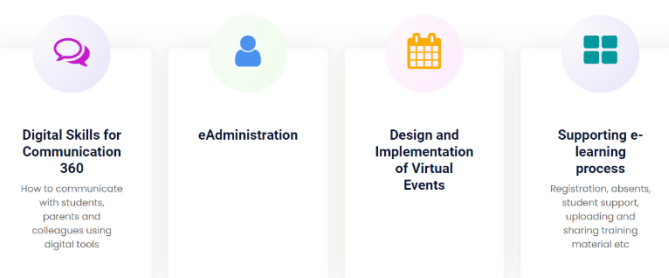 Digital Skills for
Communication
360
How to communicate
with students,
parents and
colleagues using
digital tools
eAdministration
Design and
Implementation
of Virtual
Events
Supporting e-
learning
process
Registration, absents,
student support,
uploading and
sharing training
material etc